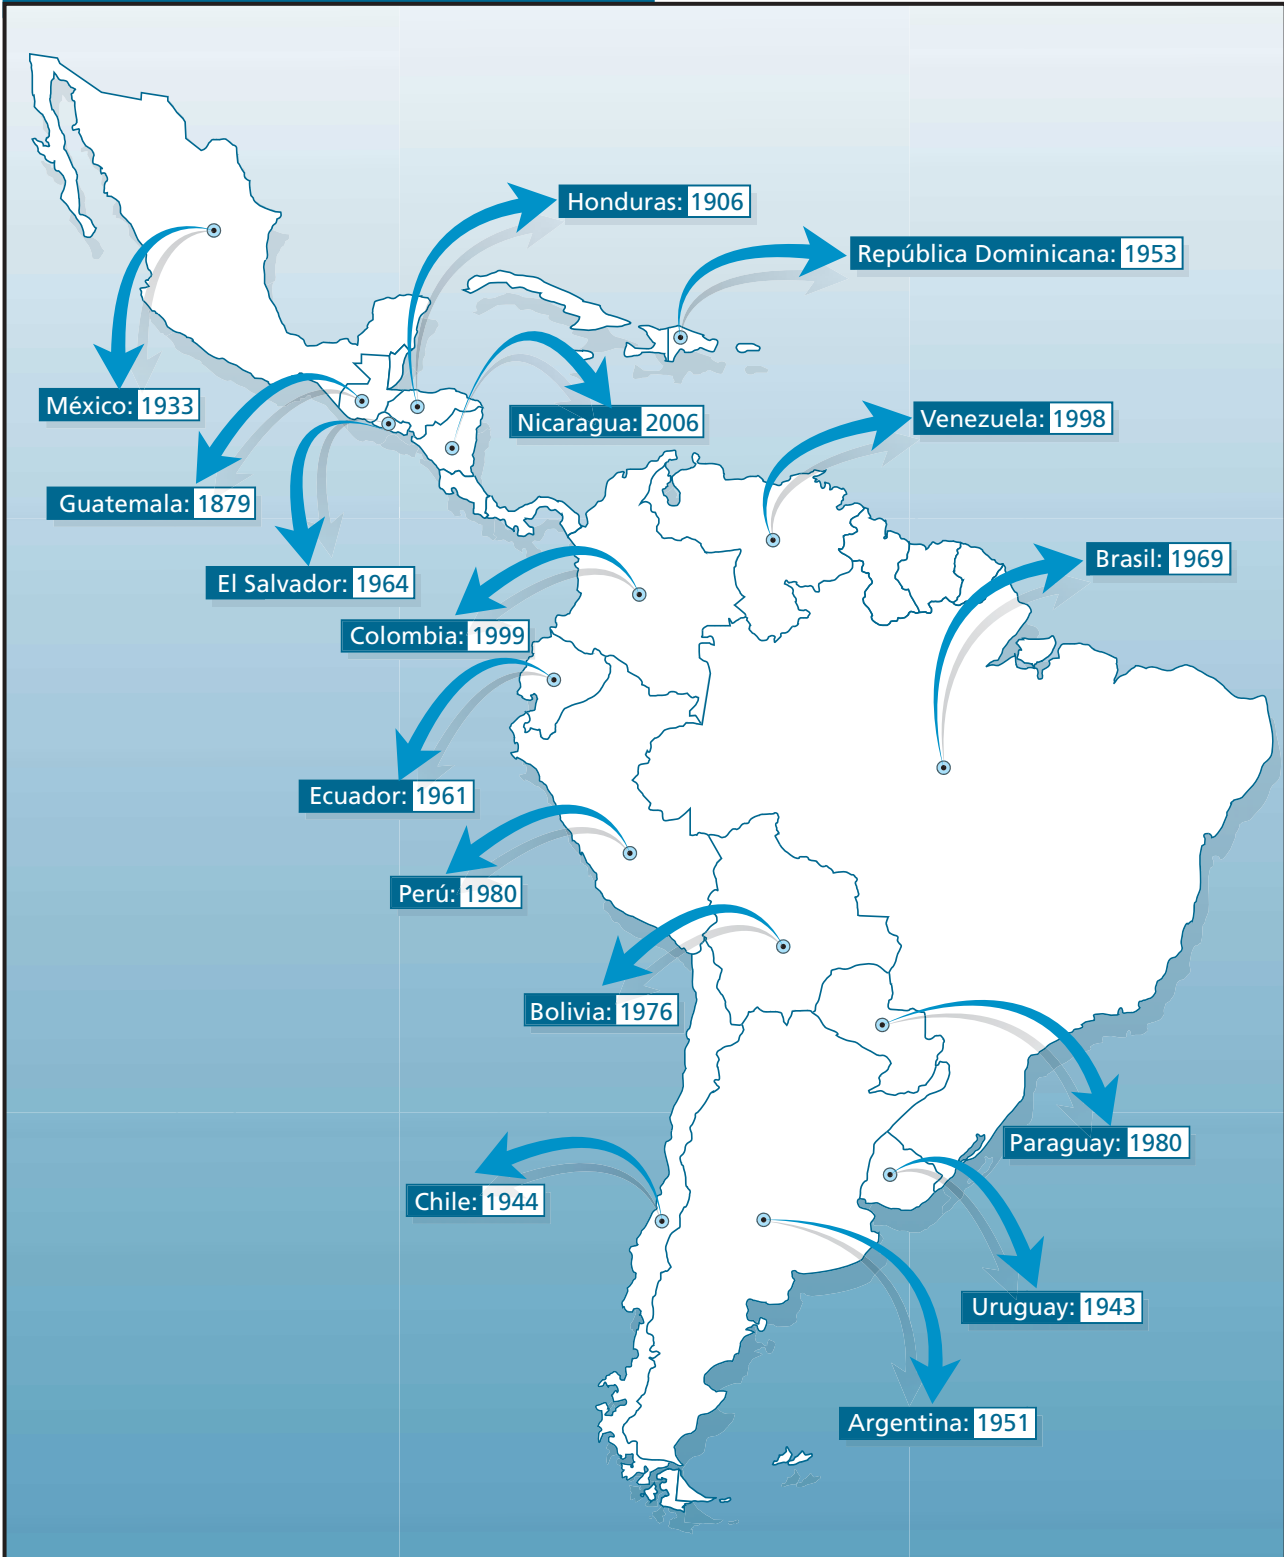 Honduras: 1906
República Dominicana: 1953
México: 1933
Nicaragua: 2006
Venezuela: 1998
Guatemala: 1879
El Salvador: 1964
Brasil: 1969
Colombia: 1999
Ecuador: 1961
Perú: 1980
Bolivia: 1976
Paraguay: 1980
Chile: 1944
Uruguay: 1943
Argentina: 1951